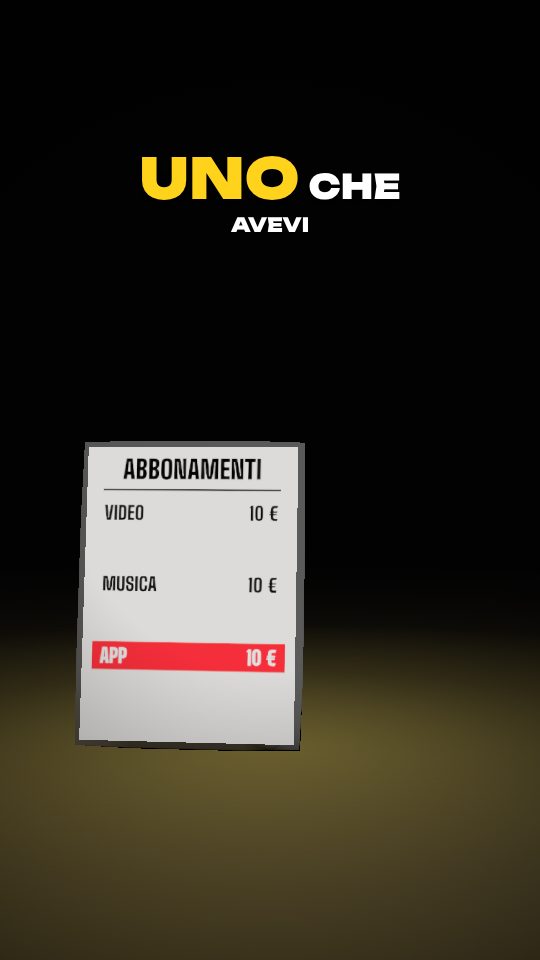 UNO CHE
AVEVI
ABBONAMENTI
VIDEO 10 €
MUSICA 10 €
APP 10 €